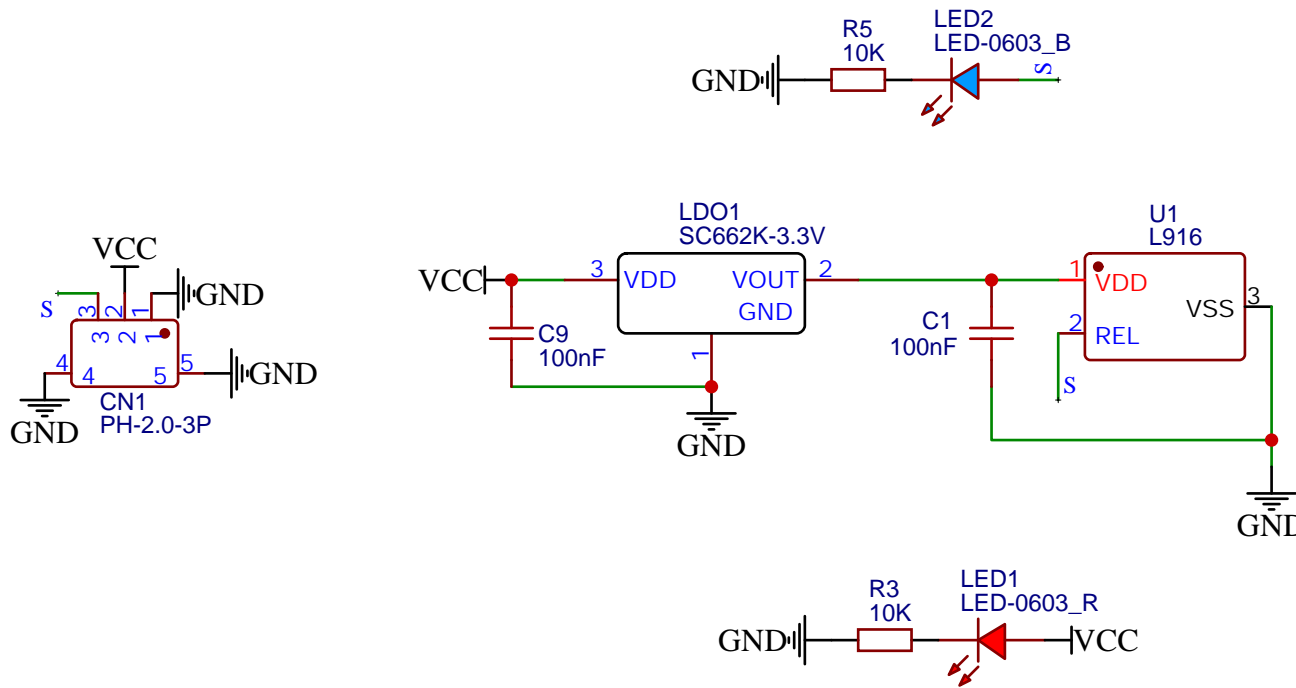 R5
10K
LED2
LED-0603_B
GND
S
VCC
S
3
2
1
GND
3
2
1
4
4
5
5
GND
GND
CN1
PH-2.0-3P
LDO1
SC662K-3.3V
VCC
3
VDD
VOUT
2
GND
1
C9
100nF
GND
C1
100nF
U1
L916
1
VDD
2
REL
VSS
3
S
GND
R3
10K
LED1
LED-0603_R
GND
VCC